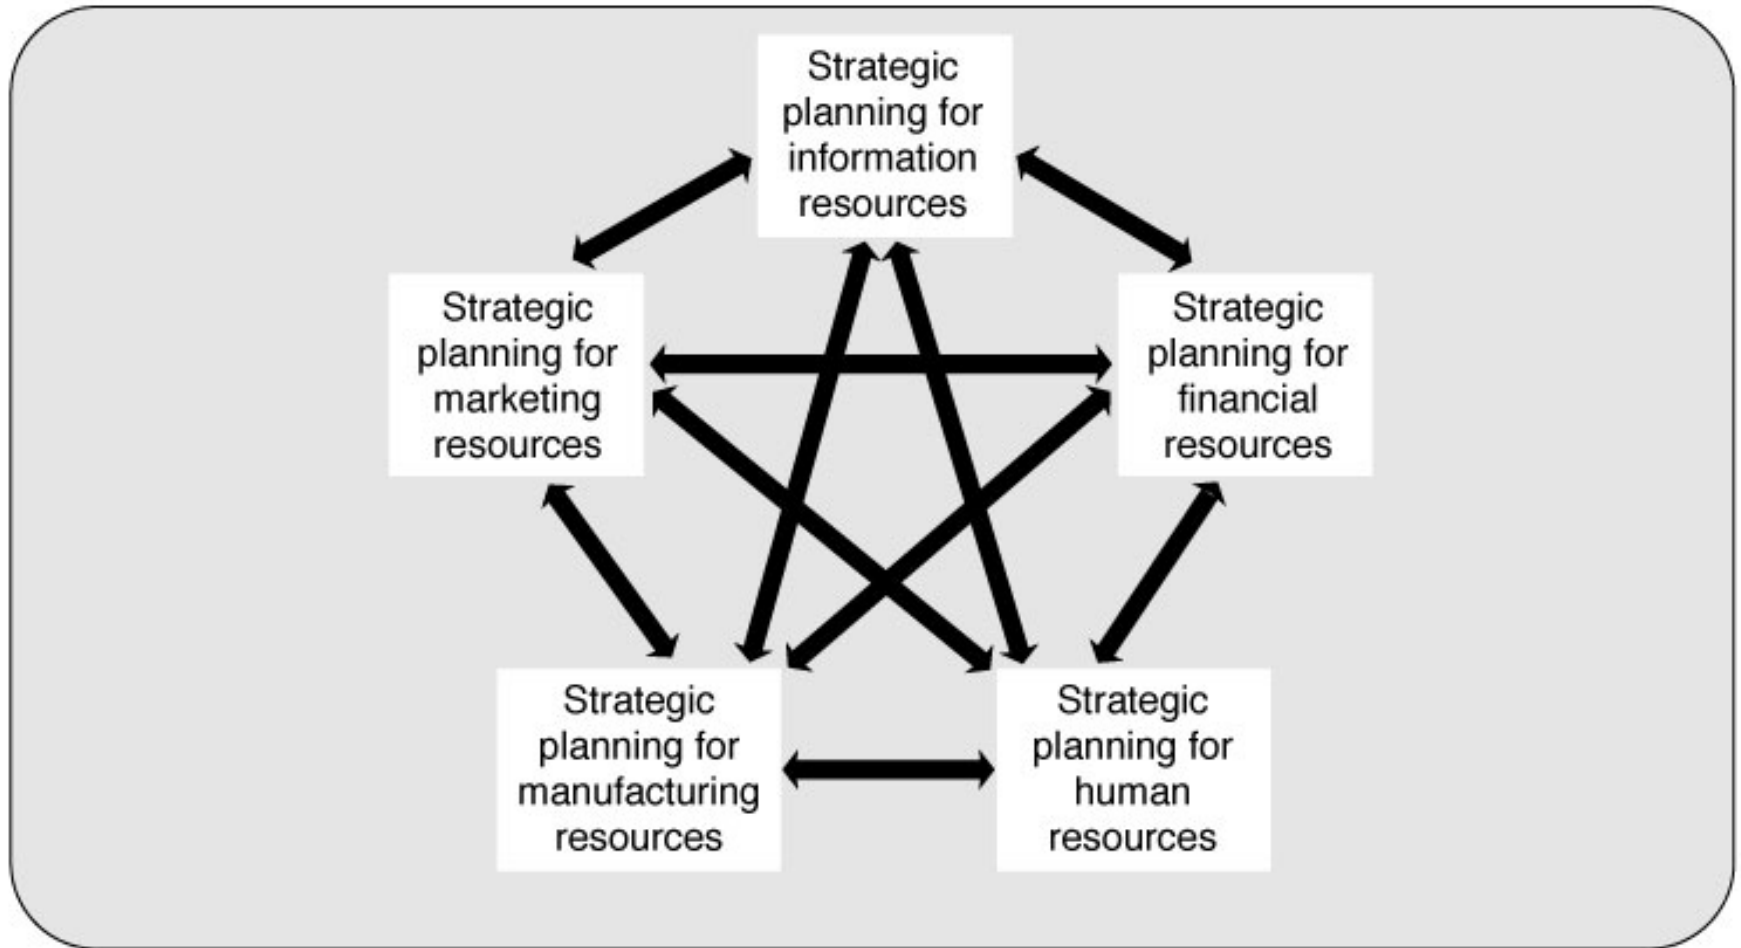 Strategic
planning for
information
resources
Strategic
planning for
marketing
resources
Strategic
planning for
financial
resources
Strategic
planning for
manufacturing
resources
Strategic
planning for
human
resources